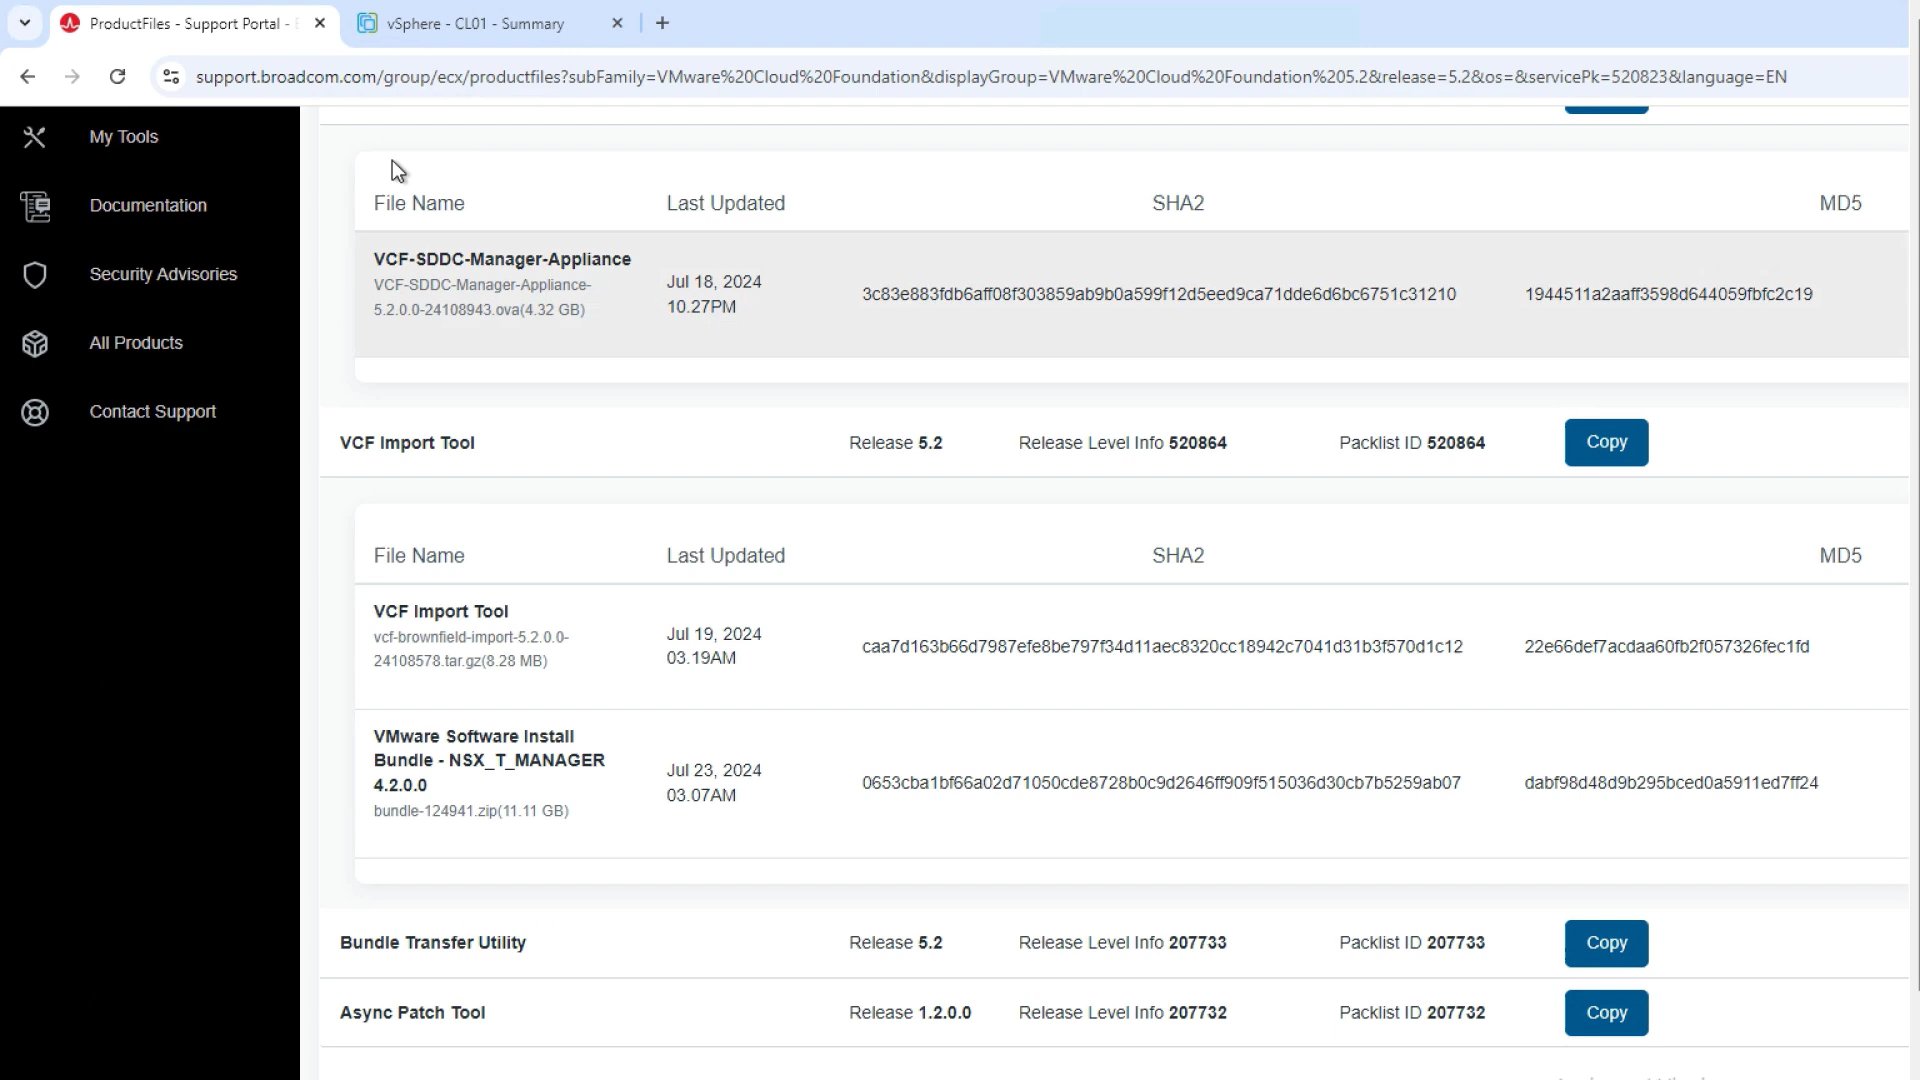 ProductFiles - Support Portal -
vSphere - CL01 - Summary
support.broadcom.com/group/ecx/productfiles?subFamily=VMware%20Cloud%20Foundation&displayGroup=VMware%20Cloud%20Foundation%205.2&release=5.2&os=&servicePk=520823&language=EN
My Tools
Documentation
Security Advisories
All Products
Contact Support
File Name Last Updated SHA2 MD5
VCF-SDDC-Manager-Appliance
VCF-SDDC-Manager-Appliance-
5.2.0.0-24108943.ova(4.32 GB)
Jul 18, 2024
10.27PM
3c83e883fdb6aff08f303859ab9b0a599f12d5eed9ca71dde6d6bc6751c31210
1944511a2aaff3598d644059fbfc2c19
VCF Import Tool Release 5.2 Release Level Info 520864 Packlist ID 520864 Copy
File Name Last Updated SHA2 MD5
VCF Import Tool
vcf-brownfield-import-5.2.0.0-
24108578.tar.gz(8.28 MB)
Jul 19, 2024
03.19AM
caa7d163b66d7987efe8be797f34d11aec8320cc18942c7041d31b3f570d1c12
22e66def7acdaa60fb2f057326fec1fd
VMware Software Install
Bundle - NSX_T_MANAGER
4.2.0.0
bundle-124941.zip(11.11 GB)
Jul 23, 2024
03.07AM
0653cba1bf66a02d71050cde8728b0c9d2646ff909f515036d30cb7b5259ab07
dabf98d48d9b295bced0a5911ed7ff24
Bundle Transfer Utility Release 5.2 Release Level Info 207733 Packlist ID 207733 Copy
Async Patch Tool Release 1.2.0.0 Release Level Info 207732 Packlist ID 207732 Copy